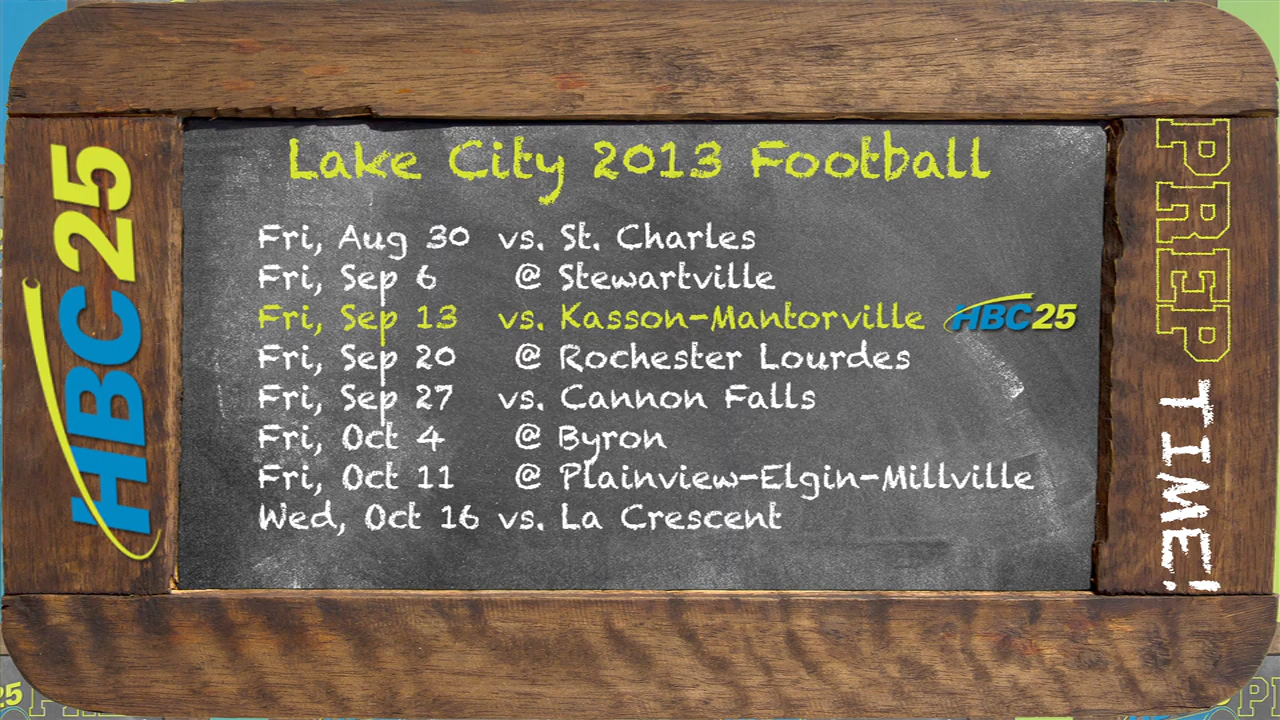 Lake City 2013 Football
Fri, Aug 30 vs. St. Charles
Fri, Sep 6 @ Stewartville
Fri, Sep 13 vs. Kasson-Mantorville HBC25
Fri, Sep 20 @ Rochester Lourdes
Fri, Sep 27 vs. Cannon Falls
Fri, Oct 4 @ Byron
Fri, Oct 11 @ Plainview-Elgin-Millville
Wed, Oct 16 vs. La Crescent
HBC25
PREP TIME!
25